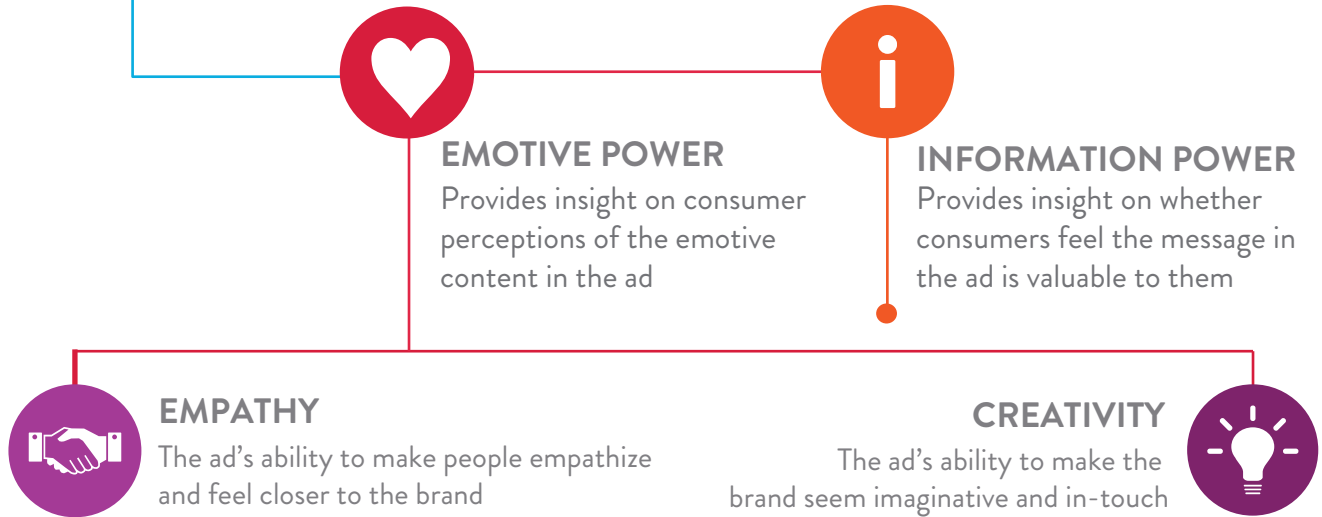 EMOTIVE POWER
Provides insight on consumer
perceptions of the emotive
content in the ad
INFORMATION POWER
Provides insight on whether
consumers feel the message in
the ad is valuable to them
EMPATHY
The ad’s ability to make people empathize
and feel closer to the brand
CREATIVITY
The ad’s ability to make the
brand seem imaginative and in-touch